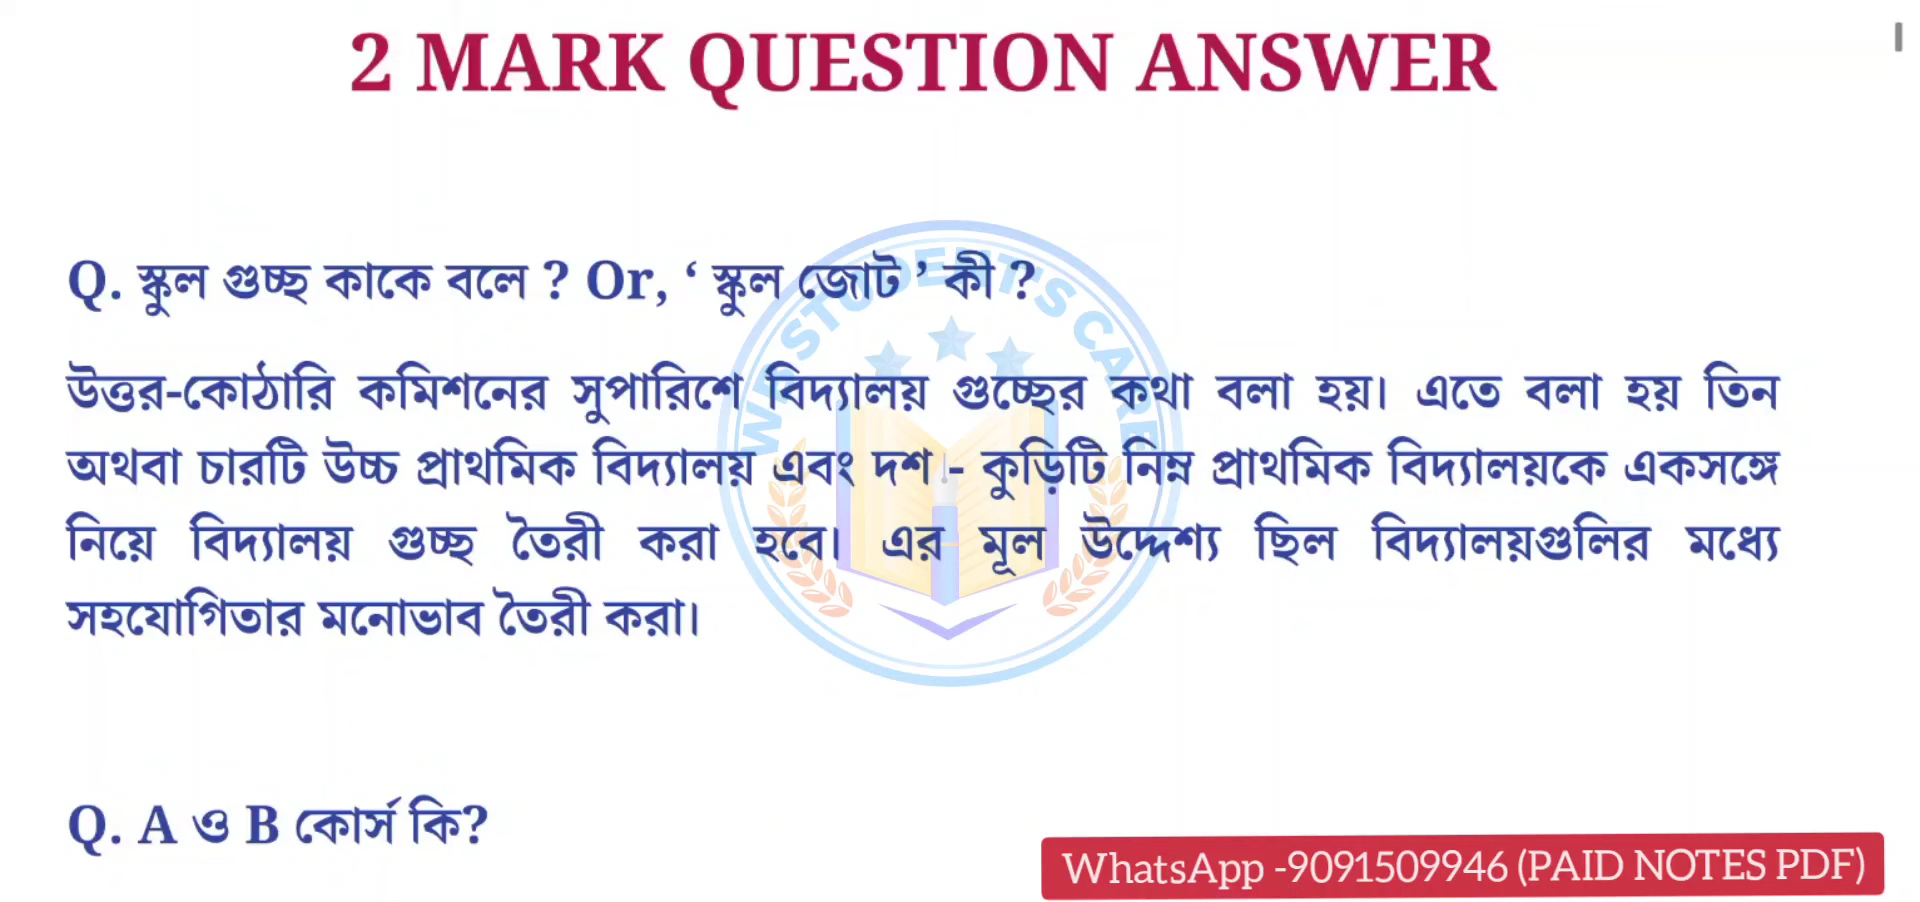 2 MARK QUESTION ANSWER
Q. স্কুল গুচ্ছ কাকে বলে ? Or, ‘ স্কুল জোট ’ কী ?
উত্তর-কোঠারি কমিশনের সুপারিশে বিদ্যালয় গুচ্ছের কথা বলা হয়। এতে বলা হয় তিন
অথবা চারটি উচ্চ প্রাথমিক বিদ্যালয় এবং দশ - কুড়িটি নিম্ন প্রাথমিক বিদ্যালয়কে একসঙ্গে
নিয়ে বিদ্যালয় গুচ্ছ তৈরী করা হবে। এর মূল উদ্দেশ্য ছিল বিদ্যালয়গুলির মধ্যে
সহযোগিতার মনোভাব তৈরী করা।
Q. A ও B কোর্স কি?
WhatsApp -9091509946 (PAID NOTES PDF)
STUDENT'S CARE